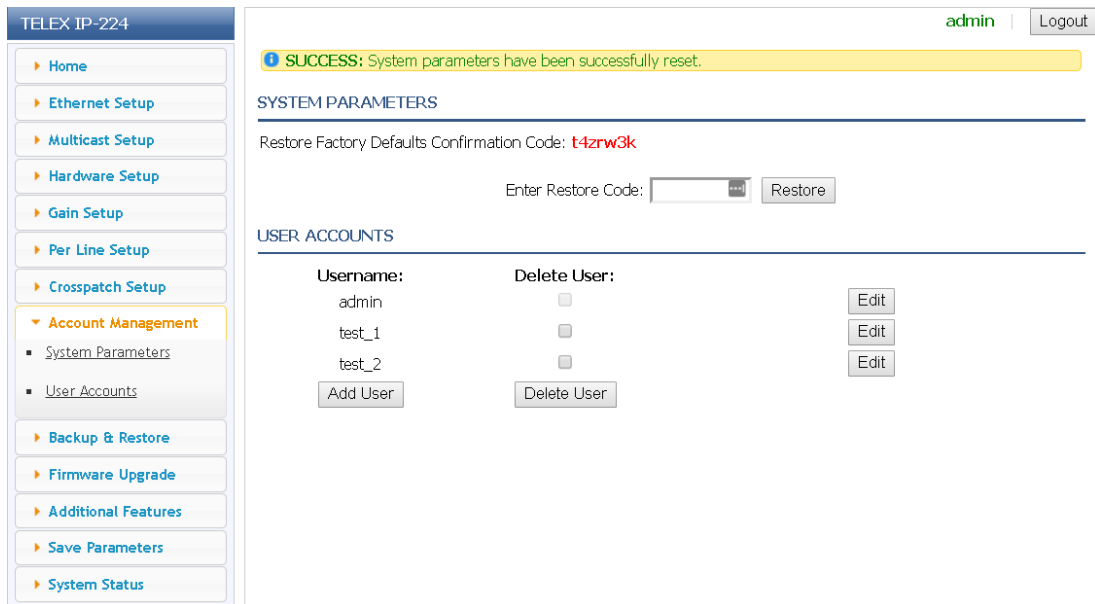 TELEX IP-224
admin
Logout
Home
Ethernet Setup
Multicast Setup
Hardware Setup
Gain Setup
Per Line Setup
Crosspatch Setup
Account Management
System Parameters
User Accounts
Backup & Restore
Firmware Upgrade
Additional Features
Save Parameters
System Status
SUCCESS: System parameters have been successfully reset.
SYSTEM PARAMETERS
Restore Factory Defaults Confirmation Code: t4zrw3k
Enter Restore Code: Restore
USER ACCOUNTS
Username: Delete User:
admin Edit
test_1 Edit
test_2 Edit
Add User Delete User